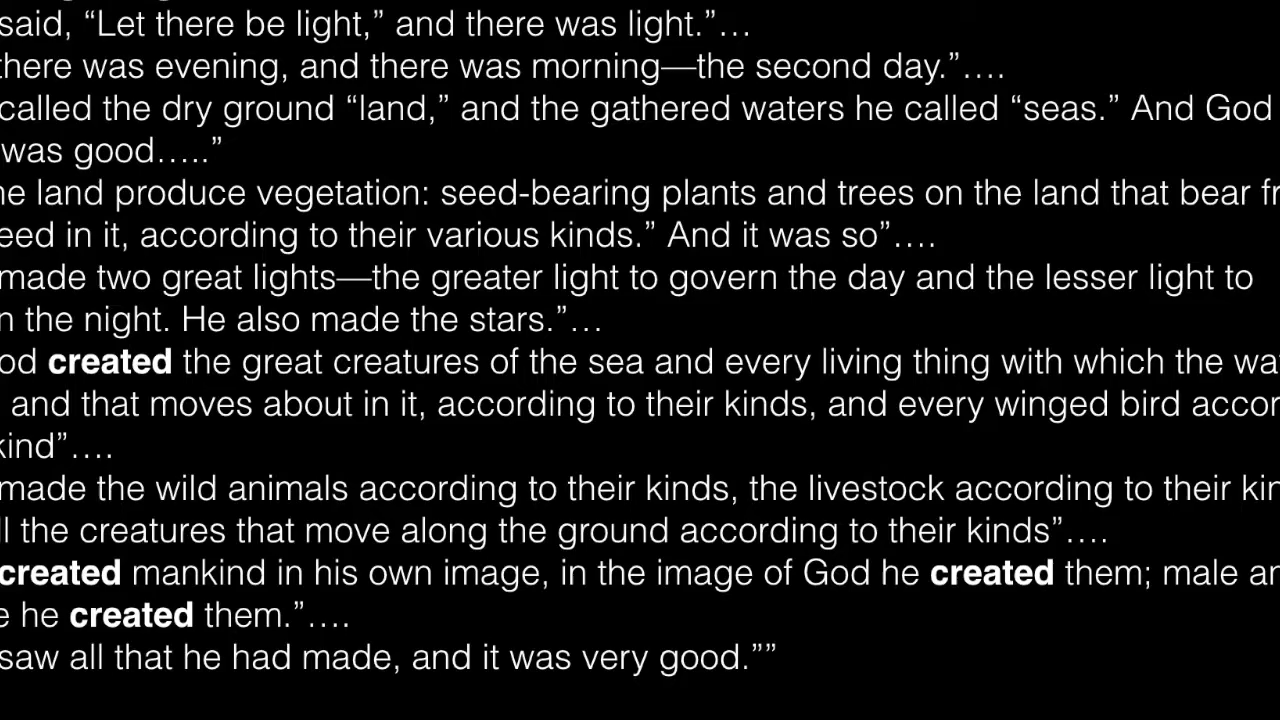 said, “Let there be light,” and there was light.”…
there was evening, and there was morning—the second day.”….
called the dry ground “land,” and the gathered waters he called “seas.” And God
was good…..”
he land produce vegetation: seed-bearing plants and trees on the land that bear fr
eed in it, according to their various kinds.” And it was so”….
made two great lights—the greater light to govern the day and the lesser light to
n the night. He also made the stars.”…
od created the great creatures of the sea and every living thing with which the wa
and that moves about in it, according to their kinds, and every winged bird accor
kind”….
made the wild animals according to their kinds, the livestock according to their kin
ll the creatures that move along the ground according to their kinds”….
created mankind in his own image, in the image of God he created them; male an
e he created them.”….
saw all that he had made, and it was very good.””